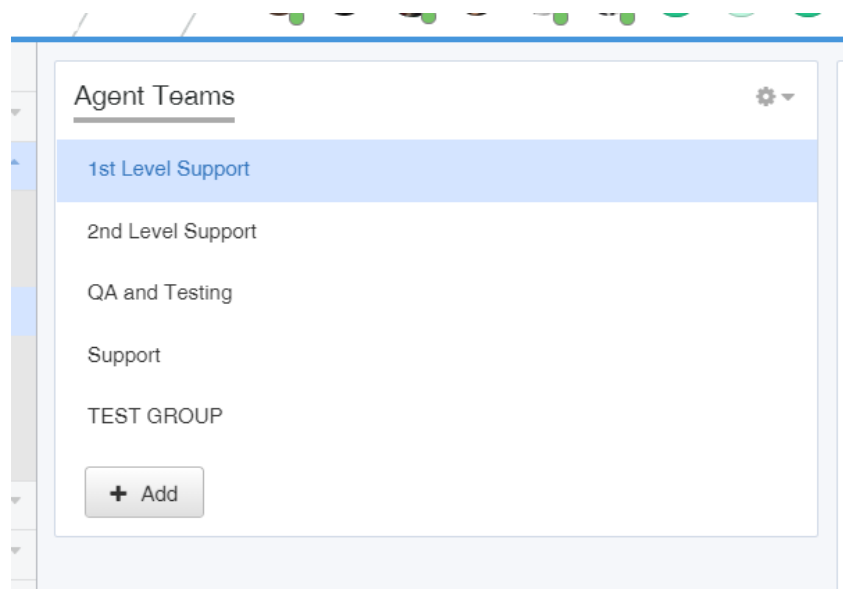 Agent Teams
1st Level Support
2nd Level Support
QA and Testing
Support
TEST GROUP
Add